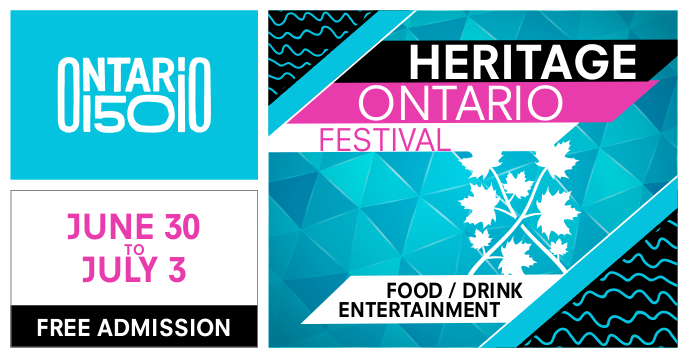 ONTARIO
150
JUNE 30
TO
JULY 3
FREE ADMISSION
HERITAGE
ONTARIO
FESTIVAL
FOOD / DRINK
ENTERTAINMENT